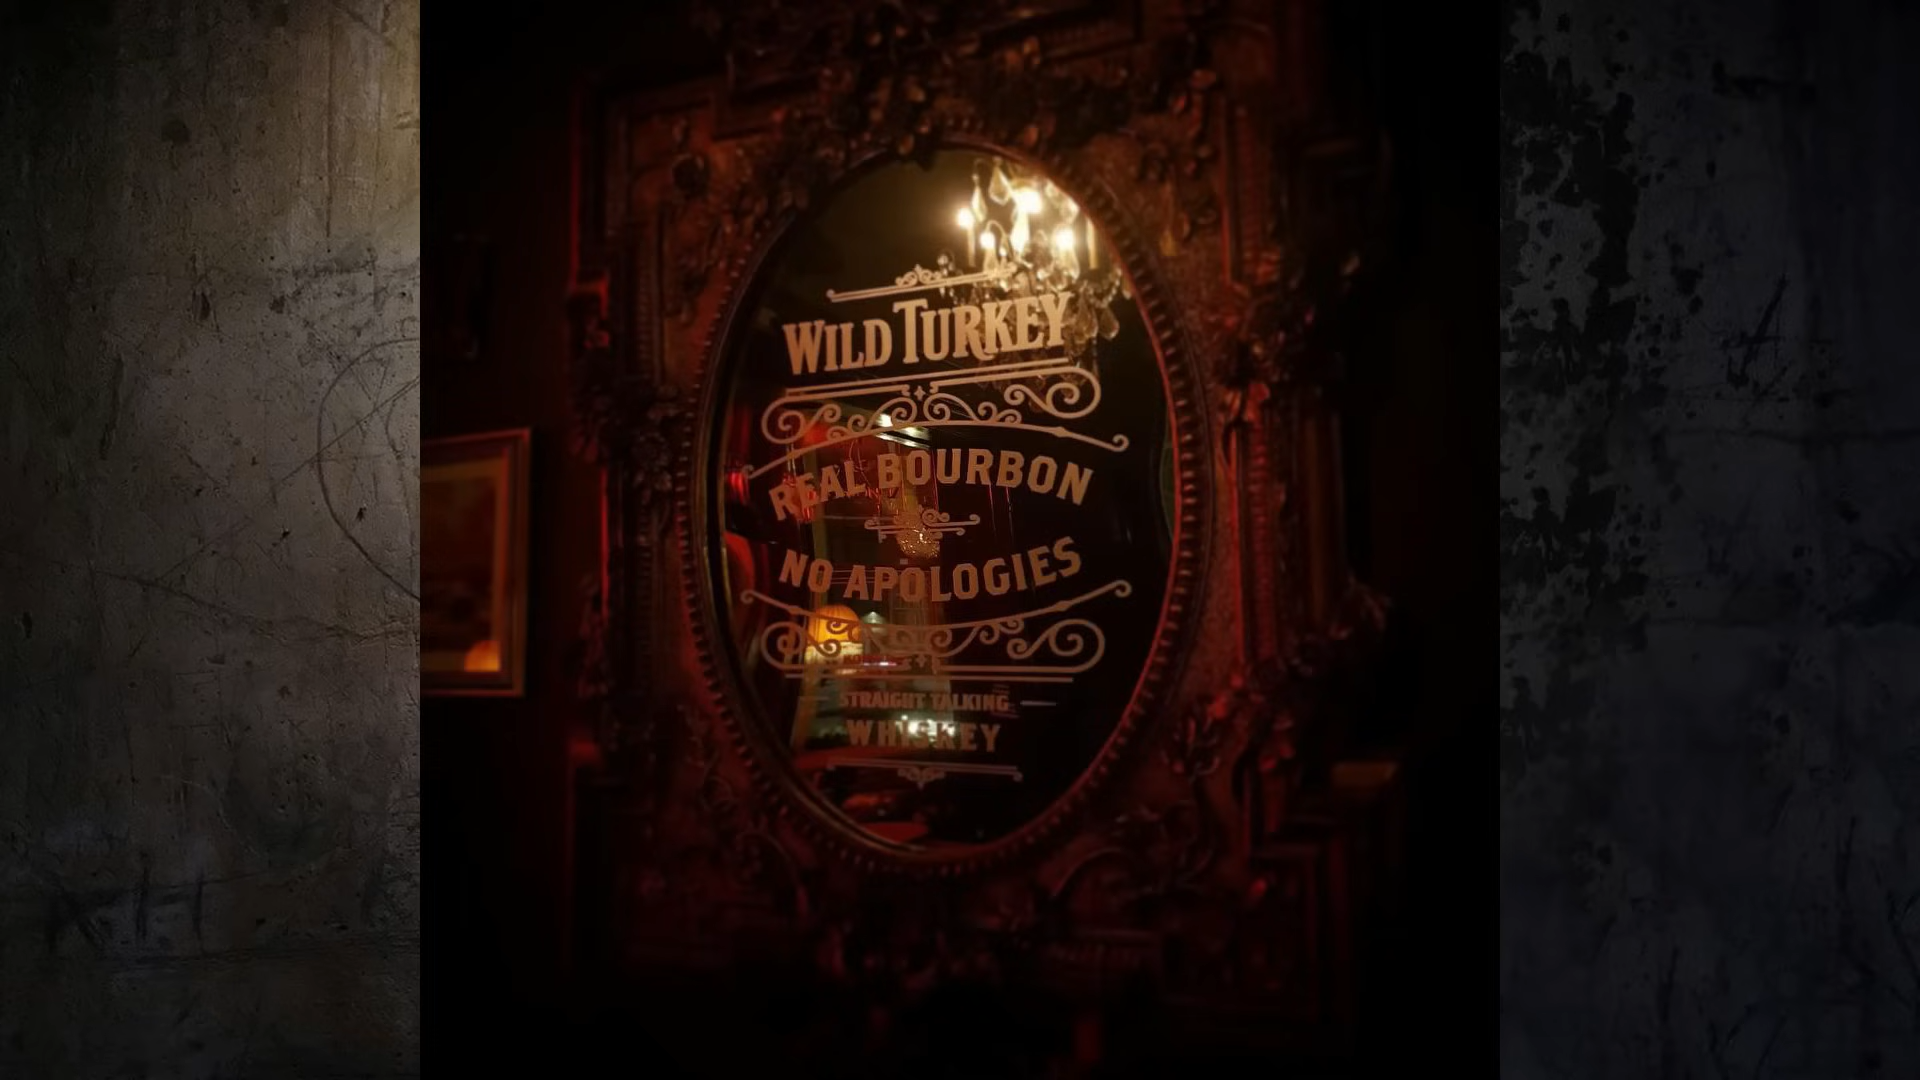 WILD TURKEY
REAL BOURBON
NO APOLOGIES
STRAIGHT TALKING
WHISKEY